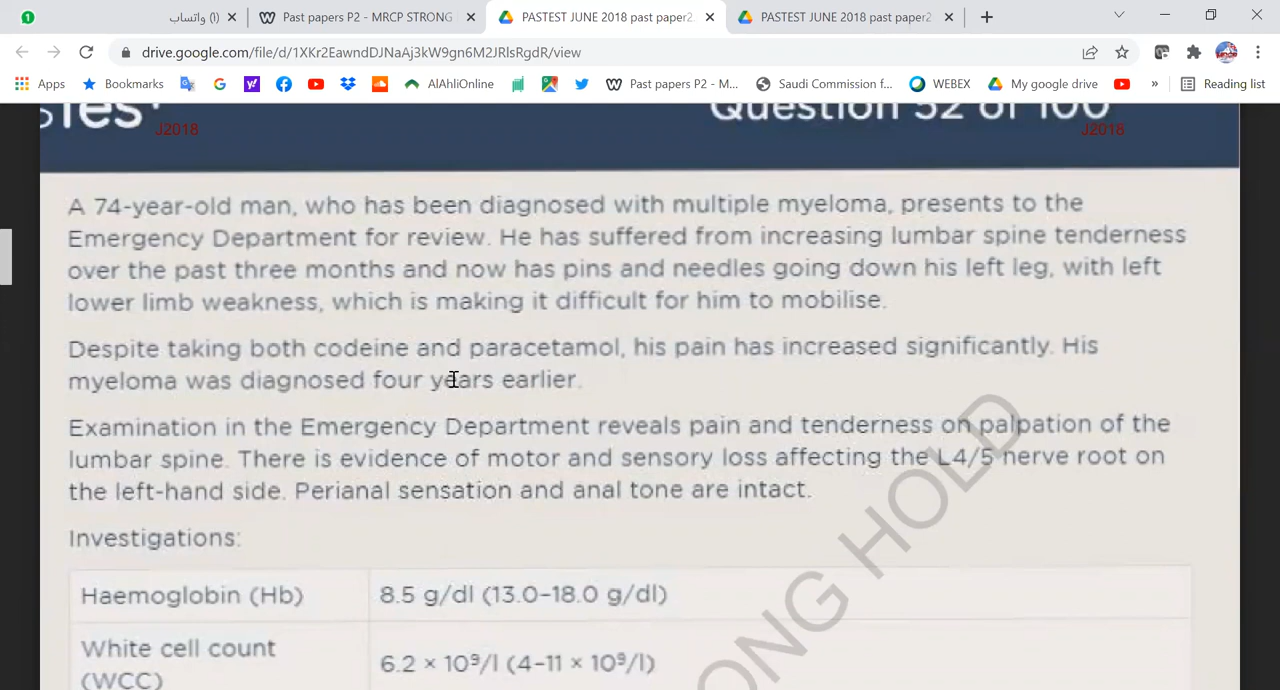 (1) واتساب
Past papers P2 - MRCP STRONG
PASTEST JUNE 2018 past paper2
PASTEST JUNE 2018 past paper2
drive.google.com/file/d/1XKr2EawndDJNaAj3kW9gn6M2JRIsRgdR/view
Apps
Bookmarks
AlAhliOnline
Past papers P2 - M...
Saudi Commission f...
WEBEX
My google drive
Reading list
Question 52 of 100
J2018
J2018
A 74-year-old man, who has been diagnosed with multiple myeloma, presents to the
Emergency Department for review. He has suffered from increasing lumbar spine tenderness
over the past three months and now has pins and needles going down his left leg, with left
lower limb weakness, which is making it difficult for him to mobilise.
Despite taking both codeine and paracetamol, his pain has increased significantly. His
myeloma was diagnosed four years earlier.
Examination in the Emergency Department reveals pain and tenderness on palpation of the
lumbar spine. There is evidence of motor and sensory loss affecting the L4/5 nerve root on
the left-hand side. Perianal sensation and anal tone are intact.
Investigations:
Haemoglobin (Hb)
8.5 g/dl (13.0–18.0 g/dl)
White cell count
(WCC)
6.2 × 10⁹/l (4–11 × 10⁹/l)
HOLD